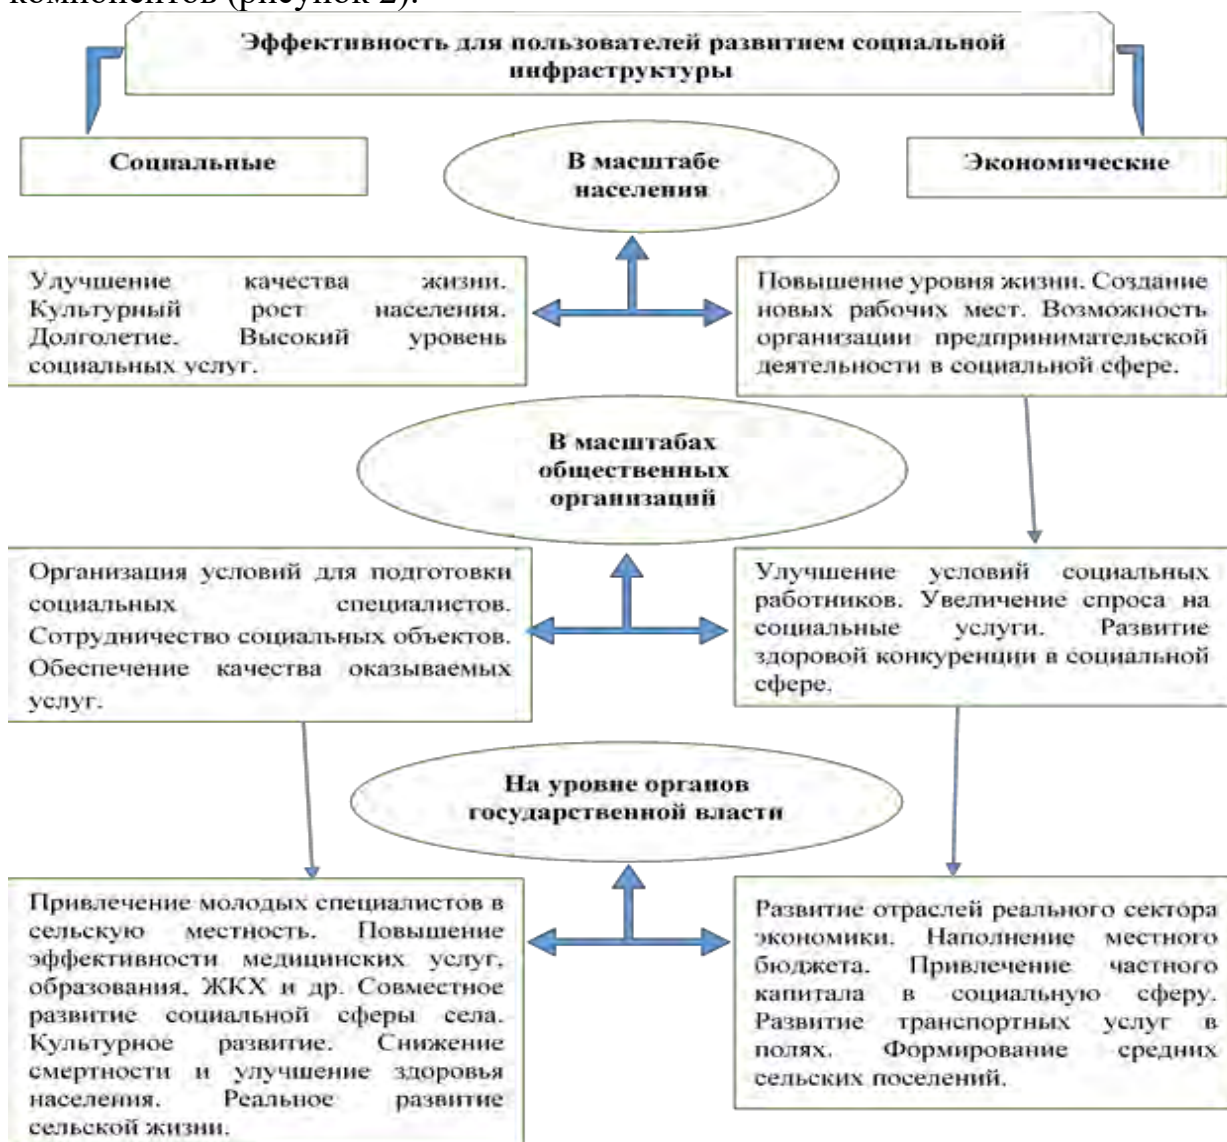 компонентов (рисунок 2).
Эффективность для пользователей развитием социальной
инфраструктуры
Социальные
В масштабе
населения
Экономические
Улучшение качества жизни.
Культурный рост населения.
Долголетие. Высокий уровень
социальных услуг.
Повышение уровня жизни. Создание
новых рабочих мест. Возможность
организации предпринимательской
деятельности в социальной сфере.
В масштабах
общественных
организаций
Организация условий для подготовки
социальных специалистов.
Сотрудничество социальных объектов.
Обеспечение качества оказываемых
услуг.
Улучшение условий социальных
работников. Увеличение спроса на
социальные услуги. Развитие
здоровой конкуренции в социальной
сфере.
На уровне органов
государственной власти
Привлечение молодых специалистов в
сельскую местность. Повышение
эффективности медицинских услуг,
образования, ЖКХ и др. Совместное
развитие социальной сферы села.
Культурное развитие. Снижение
смертности и улучшение здоровья
населения. Реальное развитие
сельской жизни.
Развитие отраслей реального сектора
экономики. Наполнение местного
бюджета. Привлечение частного
капитала в социальную сферу.
Развитие транспортных услуг в
полях. Формирование средних
сельских поселений.